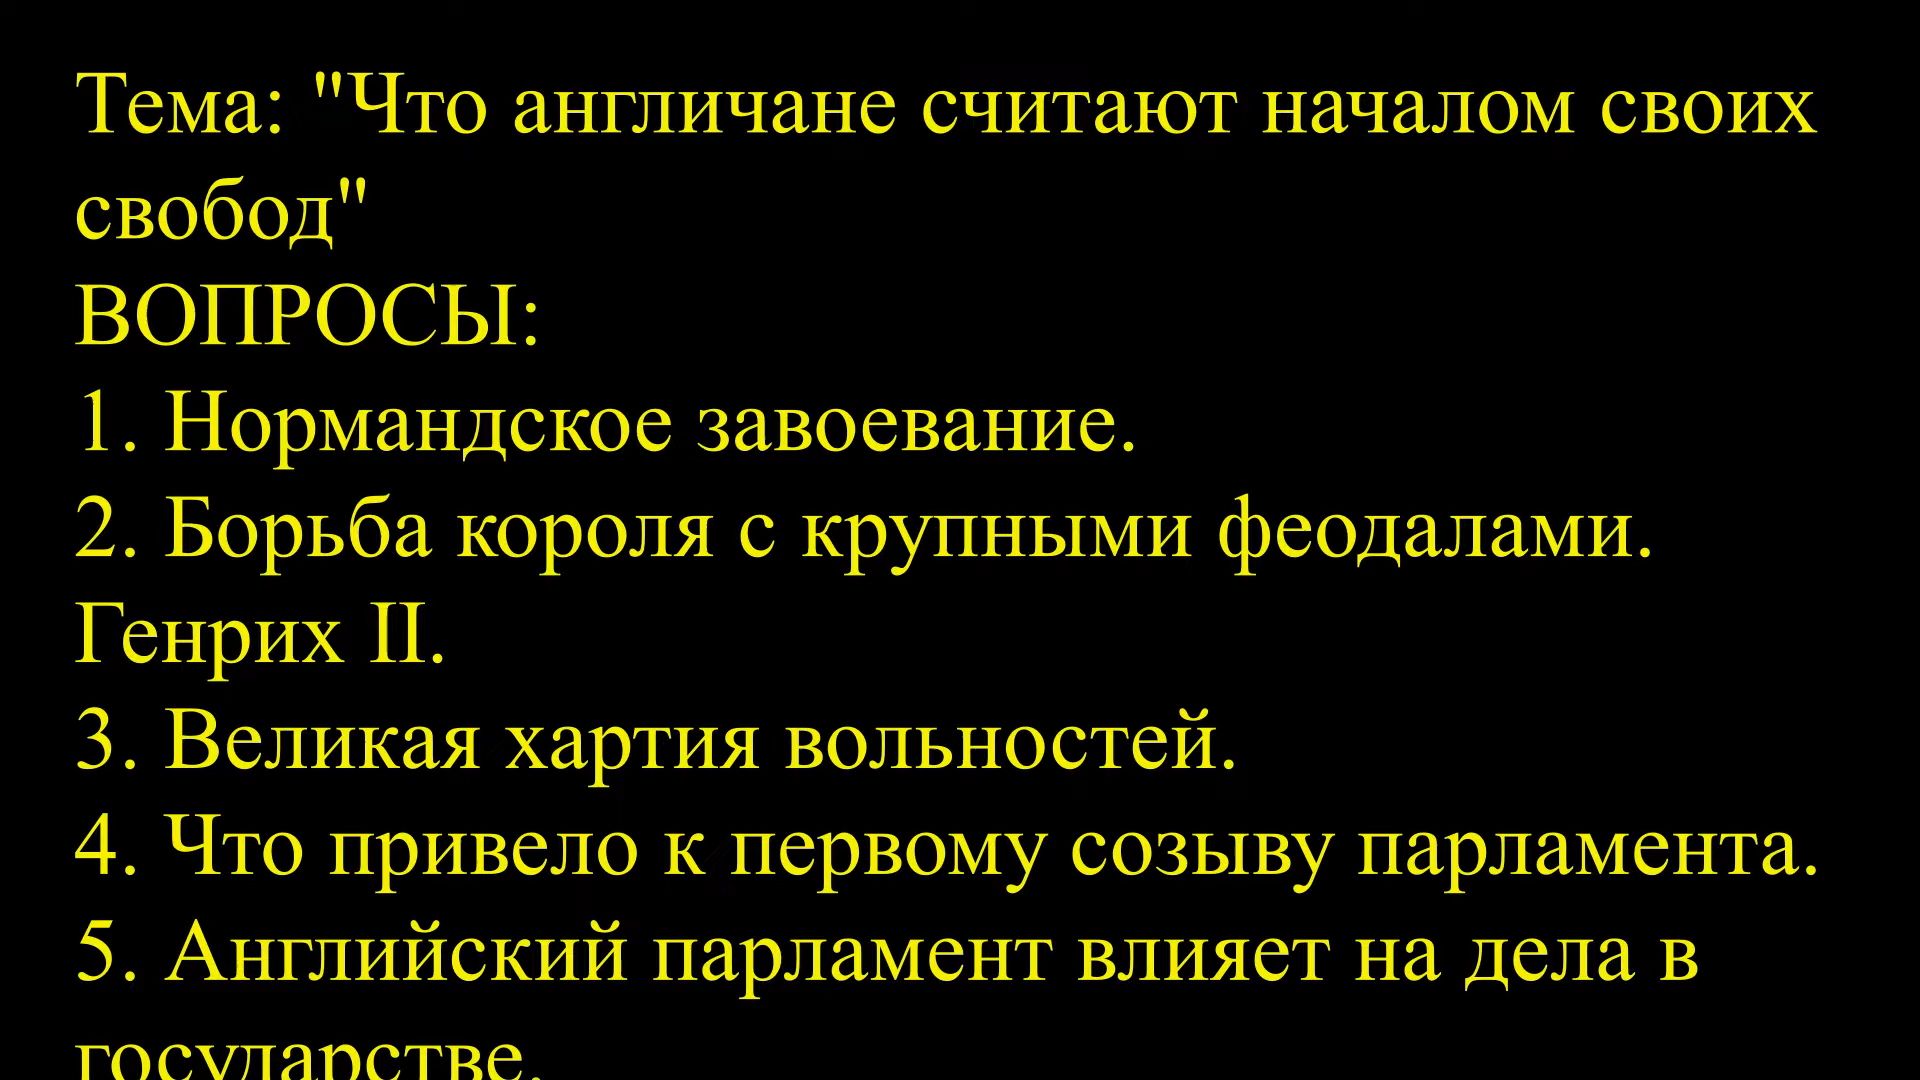 Тема: "Что англичане считают началом своих
свобод"
ВОПРОСЫ:
1. Нормандское завоевание.
2. Борьба короля с крупными феодалами.
Генрих II.
3. Великая хартия вольностей.
4. Что привело к первому созыву парламента.
5. Английский парламент влияет на дела в
государстве.